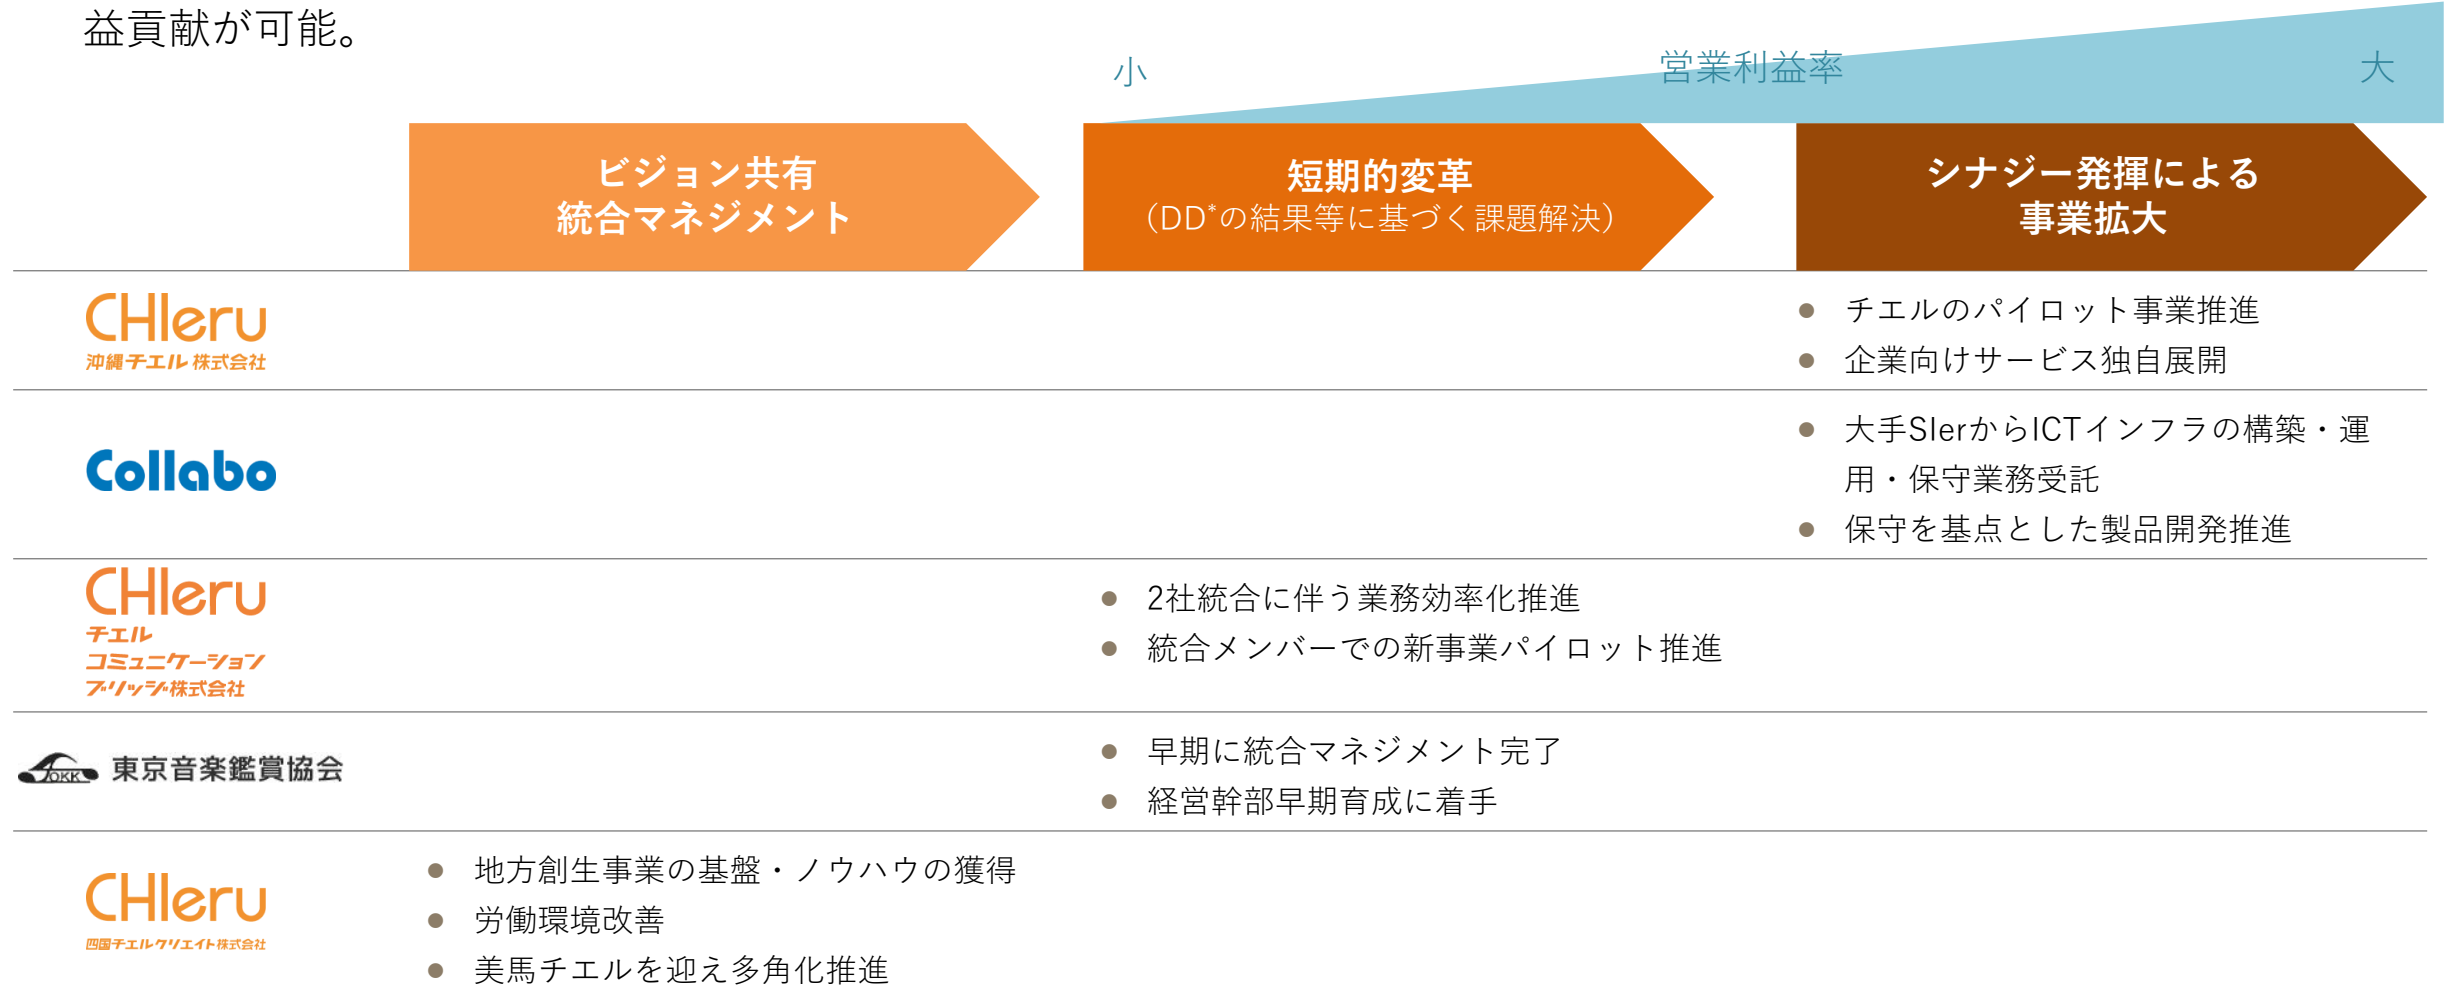 益貢献が可能。
小
営業利益率
大
ビジョン共有
統合マネジメント
短期的変革
（DD*の結果等に基づく課題解決）
シナジー発揮による
事業拡大
CHIeru
沖縄チエル株式会社
● チエルのパイロット事業推進
● 企業向けサービス独自展開
Collabo
● 大手SIerからICTインフラの構築・運
用・保守業務受託
● 保守を基点とした製品開発推進
CHIeru
チエル
コミュニケーション
ブリッジ株式会社
● 2社統合に伴う業務効率化推進
● 統合メンバーでの新事業パイロット推進
TOKK 東京音楽鑑賞協会
● 早期に統合マネジメント完了
● 経営幹部早期育成に着手
CHIeru
四国チエルクリエイト株式会社
● 地方創生事業の基盤・ノウハウの獲得
● 労働環境改善
● 美馬チエルを迎え多角化推進